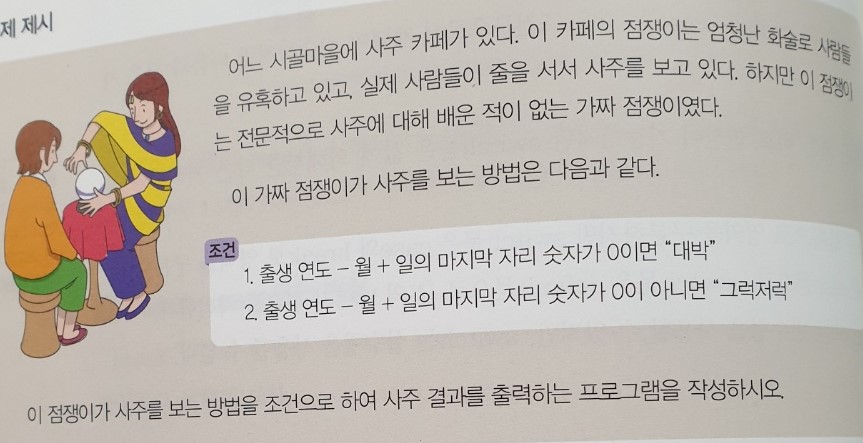 제 제시
어느 시골마을에 사주 카페가 있다. 이 카페의 점쟁이는 엄청난 화술로 사람들
을 유혹하고 있고, 실제 사람들이 줄을 서서 사주를 보고 있다. 하지만 이 점쟁이
는 전문적으로 사주에 대해 배운 적이 없는 가짜 점쟁이였다.
이 가짜 점쟁이가 사주를 보는 방법은 다음과 같다.
조건
1. 출생 연도 – 월 + 일의 마지막 자리 숫자가 0이면 “대박”
2. 출생 연도 – 월 + 일의 마지막 자리 숫자가 0이 아니면 “그럭저럭”
이 점쟁이가 사주를 보는 방법을 조건으로 하여 사주 결과를 출력하는 프로그램을 작성하시오.